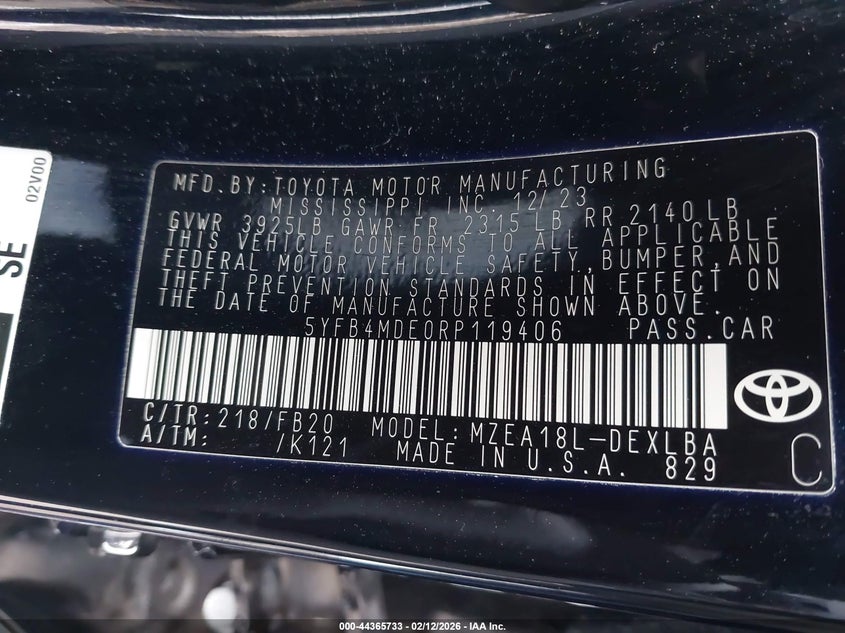 02V00
SE
MFD.BY:TOYOTA MOTOR MANUFACTURING
MISSISSIPPI INC. 12/23
GVWR 3925LB GAWR FR 2315 LB RR 2140 LB
THIS VEHICLE CONFORMS TO ALL APPLICABLE
FEDERAL MOTOR VEHICLE SAFETY,BUMPER,AND
THEFT PREVENTION STANDARDS IN EFFECT ON
THE DATE OF MANUFACTURE SHOWN ABOVE.
5YFB4MDE0RP119406 PASS.CAR
C/TR:218/FB20 MODEL:MZEA18L-DEXLBA
A/TM: /K121 MADE IN U.S.A. 829
C
000-44365733 - 02/12/2026 - IAA Inc.